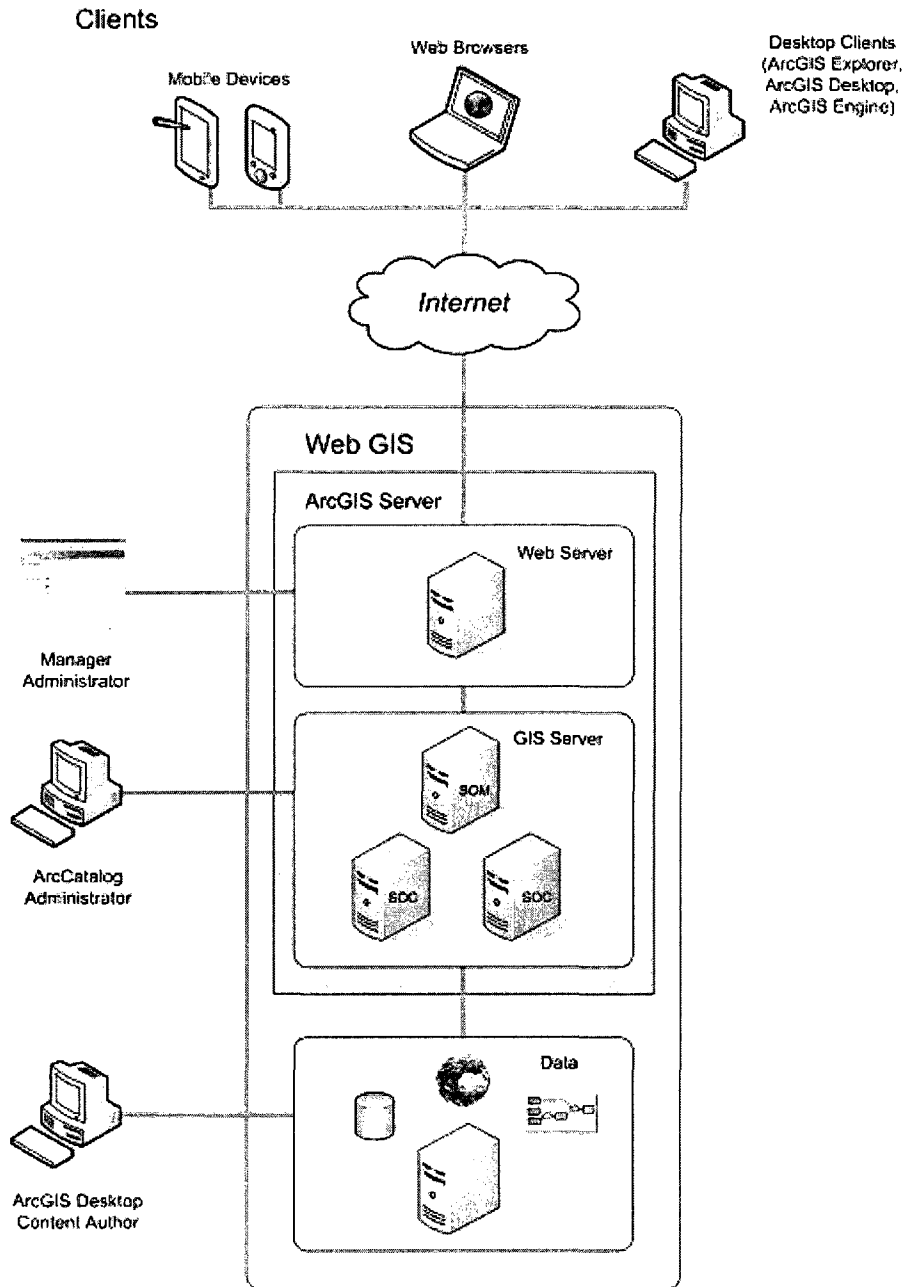 Clients
Mobile Devices
Web Browsers
Desktop Clients
(ArcGIS Explorer,
ArcGIS Desktop,
ArcGIS Engine)
Internet
Web GIS
ArcGIS Server
Web Server
Manager
Administrator
GIS Server
SOM
SOC
SOC
ArcCatalog
Administrator
Data
ArcGIS Desktop
Content Author